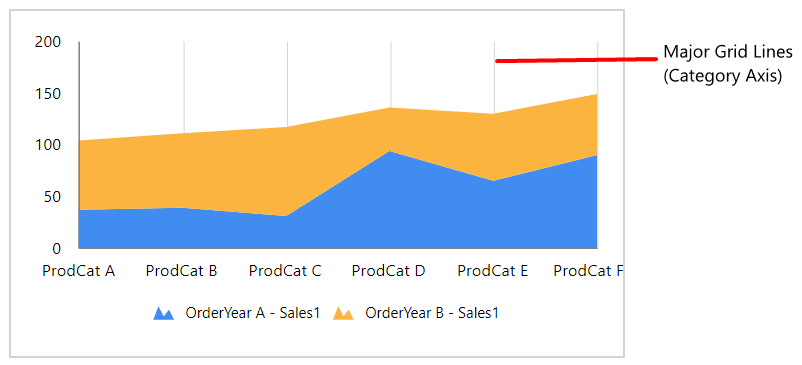 200
150
100
50
0
ProdCat A ProdCat B ProdCat C ProdCat D ProdCat E ProdCat F
OrderYear A - Sales1 OrderYear B - Sales1
Major Grid Lines
(Category Axis)